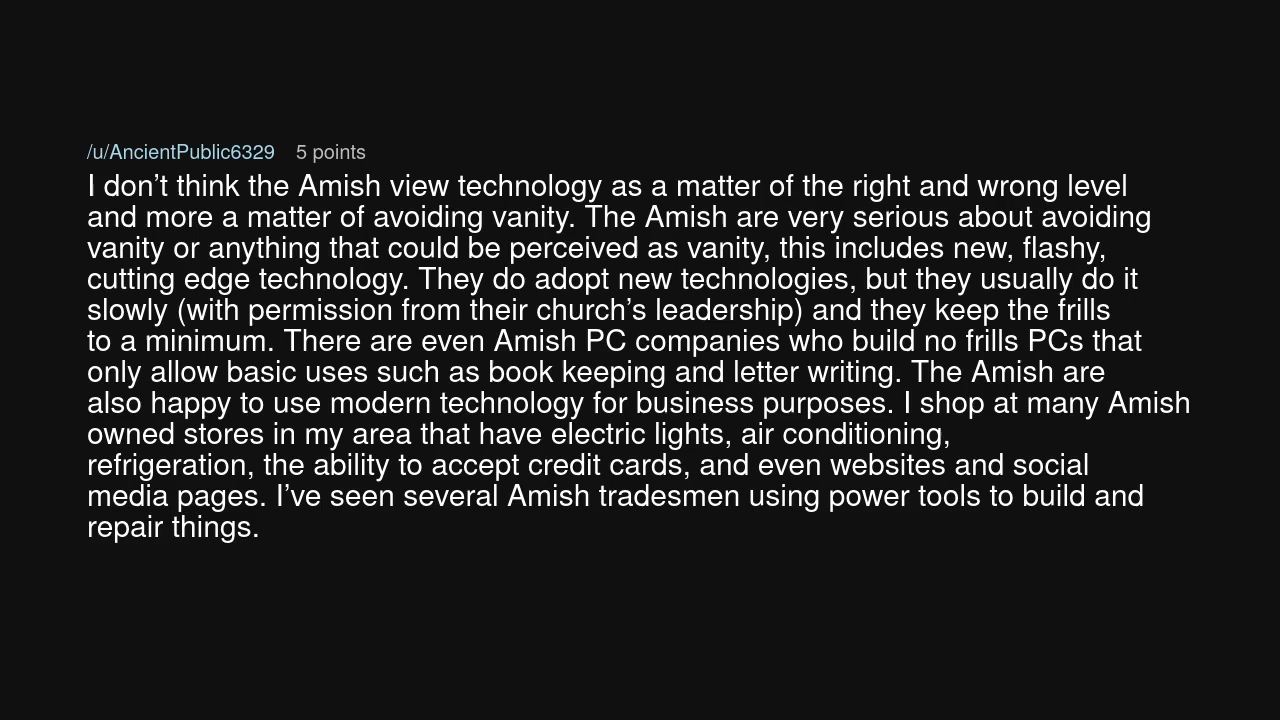 /u/AncientPublic6329 5 points
I don’t think the Amish view technology as a matter of the right and wrong level
and more a matter of avoiding vanity. The Amish are very serious about avoiding
vanity or anything that could be perceived as vanity, this includes new, flashy,
cutting edge technology. They do adopt new technologies, but they usually do it
slowly (with permission from their church’s leadership) and they keep the frills
to a minimum. There are even Amish PC companies who build no frills PCs that
only allow basic uses such as book keeping and letter writing. The Amish are
also happy to use modern technology for business purposes. I shop at many Amish
owned stores in my area that have electric lights, air conditioning,
refrigeration, the ability to accept credit cards, and even websites and social
media pages. I’ve seen several Amish tradesmen using power tools to build and
repair things.